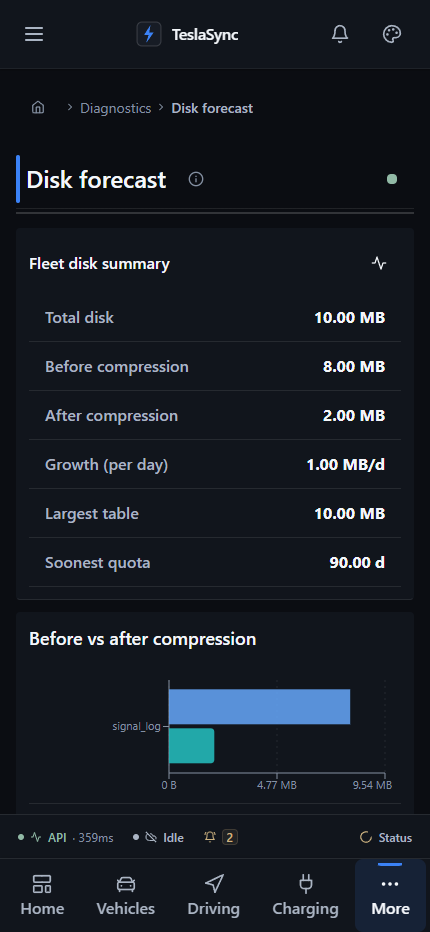 TeslaSync
Diagnostics
Disk forecast
Disk forecast
Fleet disk summary
Total disk 10.00 MB
Before compression 8.00 MB
After compression 2.00 MB
Growth (per day) 1.00 MB/d
Largest table 10.00 MB
Soonest quota 90.00 d
Before vs after compression
signal_log
0 B 4.77 MB 9.54 MB
API · 359ms Idle 2 Status
Home Vehicles Driving Charging More